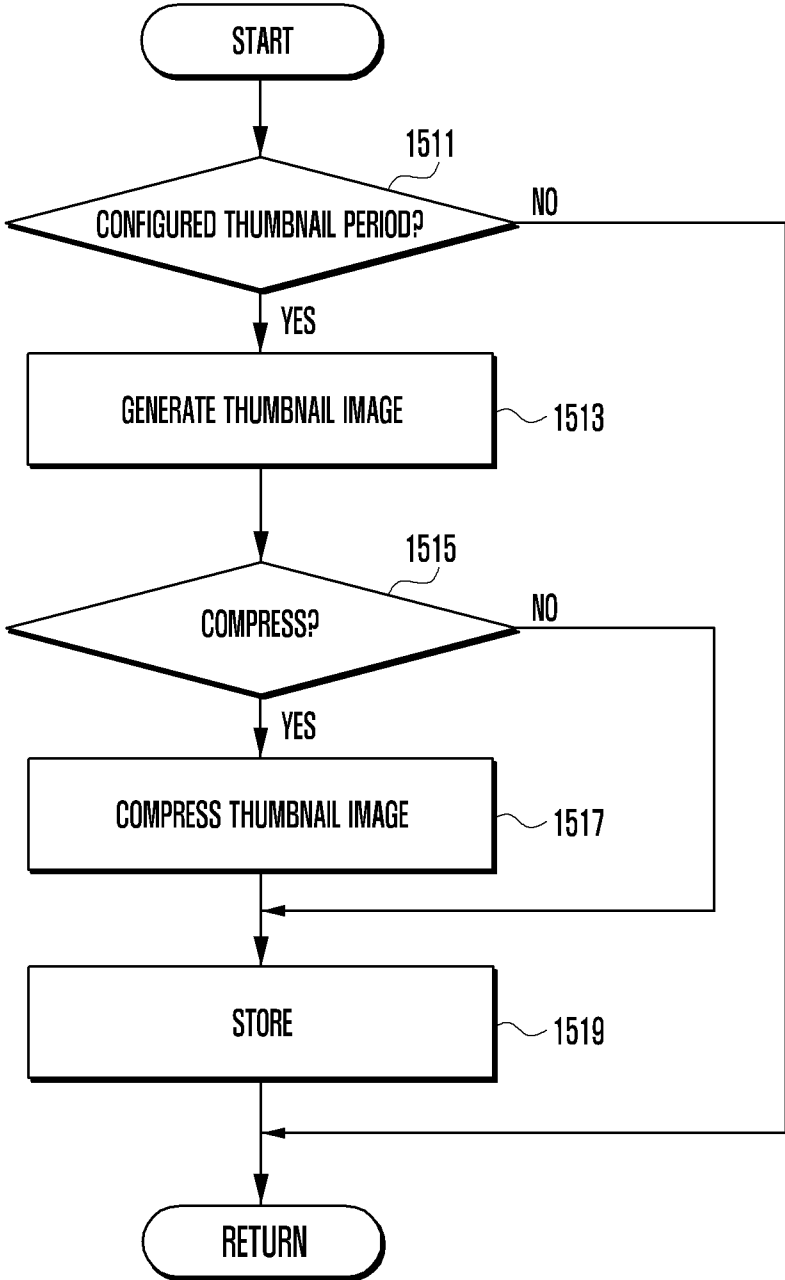 START
1511
CONFIGURED THUMBNAIL PERIOD?
NO
YES
GENERATE THUMBNAIL IMAGE
1513
1515
COMPRESS?
NO
YES
COMPRESS THUMBNAIL IMAGE
1517
STORE
1519
RETURN